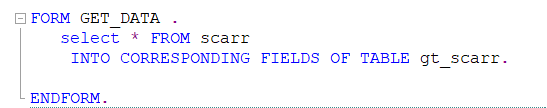 FORM GET_DATA .
select * FROM scarr
INTO CORRESPONDING FIELDS OF TABLE gt_scarr.
ENDFORM.